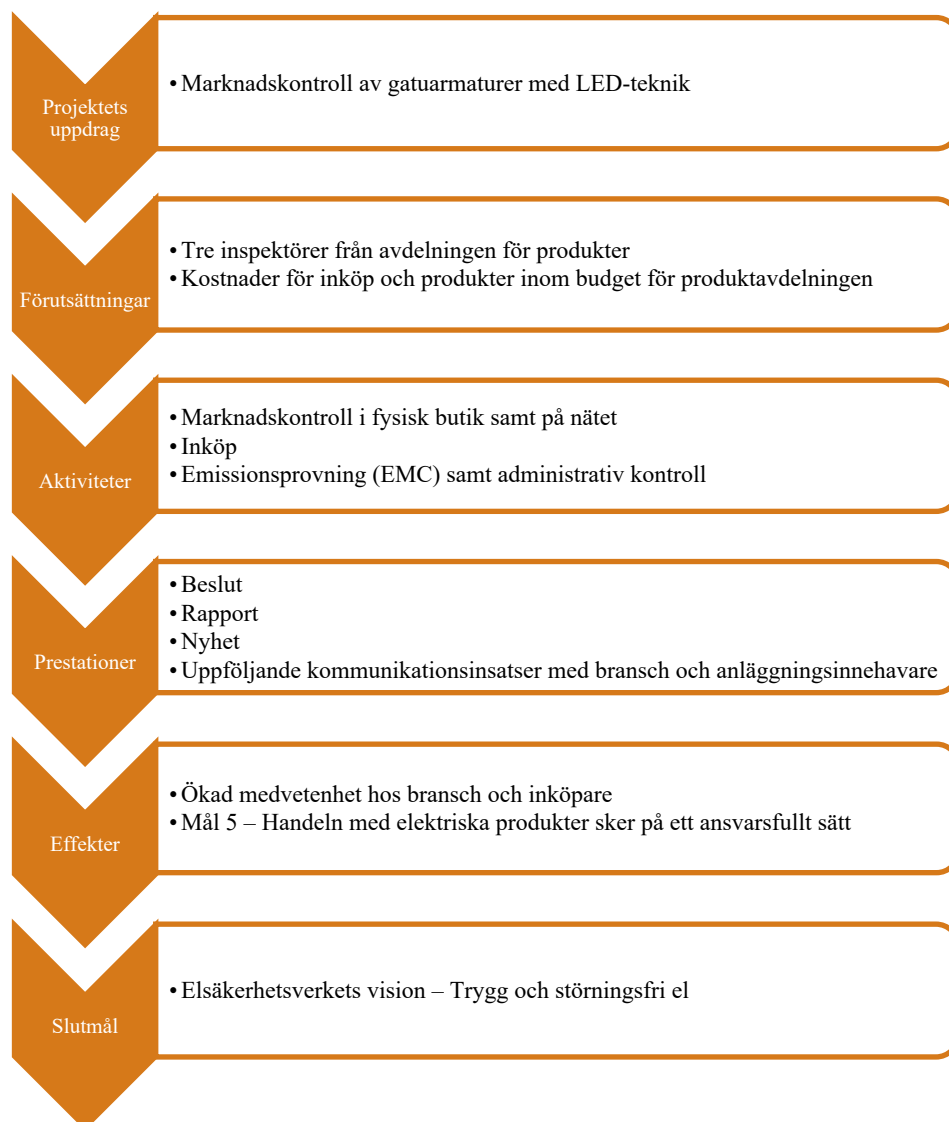 Projektets
uppdrag
• Marknadskontroll av gatuarmaturer med LED-teknik
Förutsättningar
• Tre inspektörer från avdelningen för produkter
• Kostnader för inköp och produkter inom budget för produktavdelningen
Aktiviteter
• Marknadskontroll i fysisk butik samt på nätet
• Inköp
• Emissionsprovning (EMC) samt administrativ kontroll
Prestationer
• Beslut
• Rapport
• Nyhet
• Uppföljande kommunikationsinsatser med bransch och anläggningsinnehavare
Effekter
• Ökad medvetenhet hos bransch och inköpare
• Mål 5 – Handeln med elektriska produkter sker på ett ansvarsfullt sätt
Slutmål
• Elsäkerhetsverkets vision – Trygg och störningsfri el